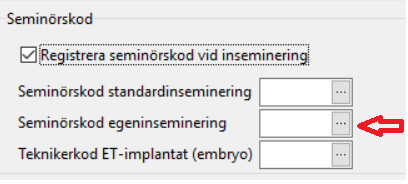 Seminörskod
Registrera seminörskod vid inseminering
Seminörskod standardinseminering ...
Seminörskod egeninseminering ...
Teknikerkod ET-implantat (embryo) ...